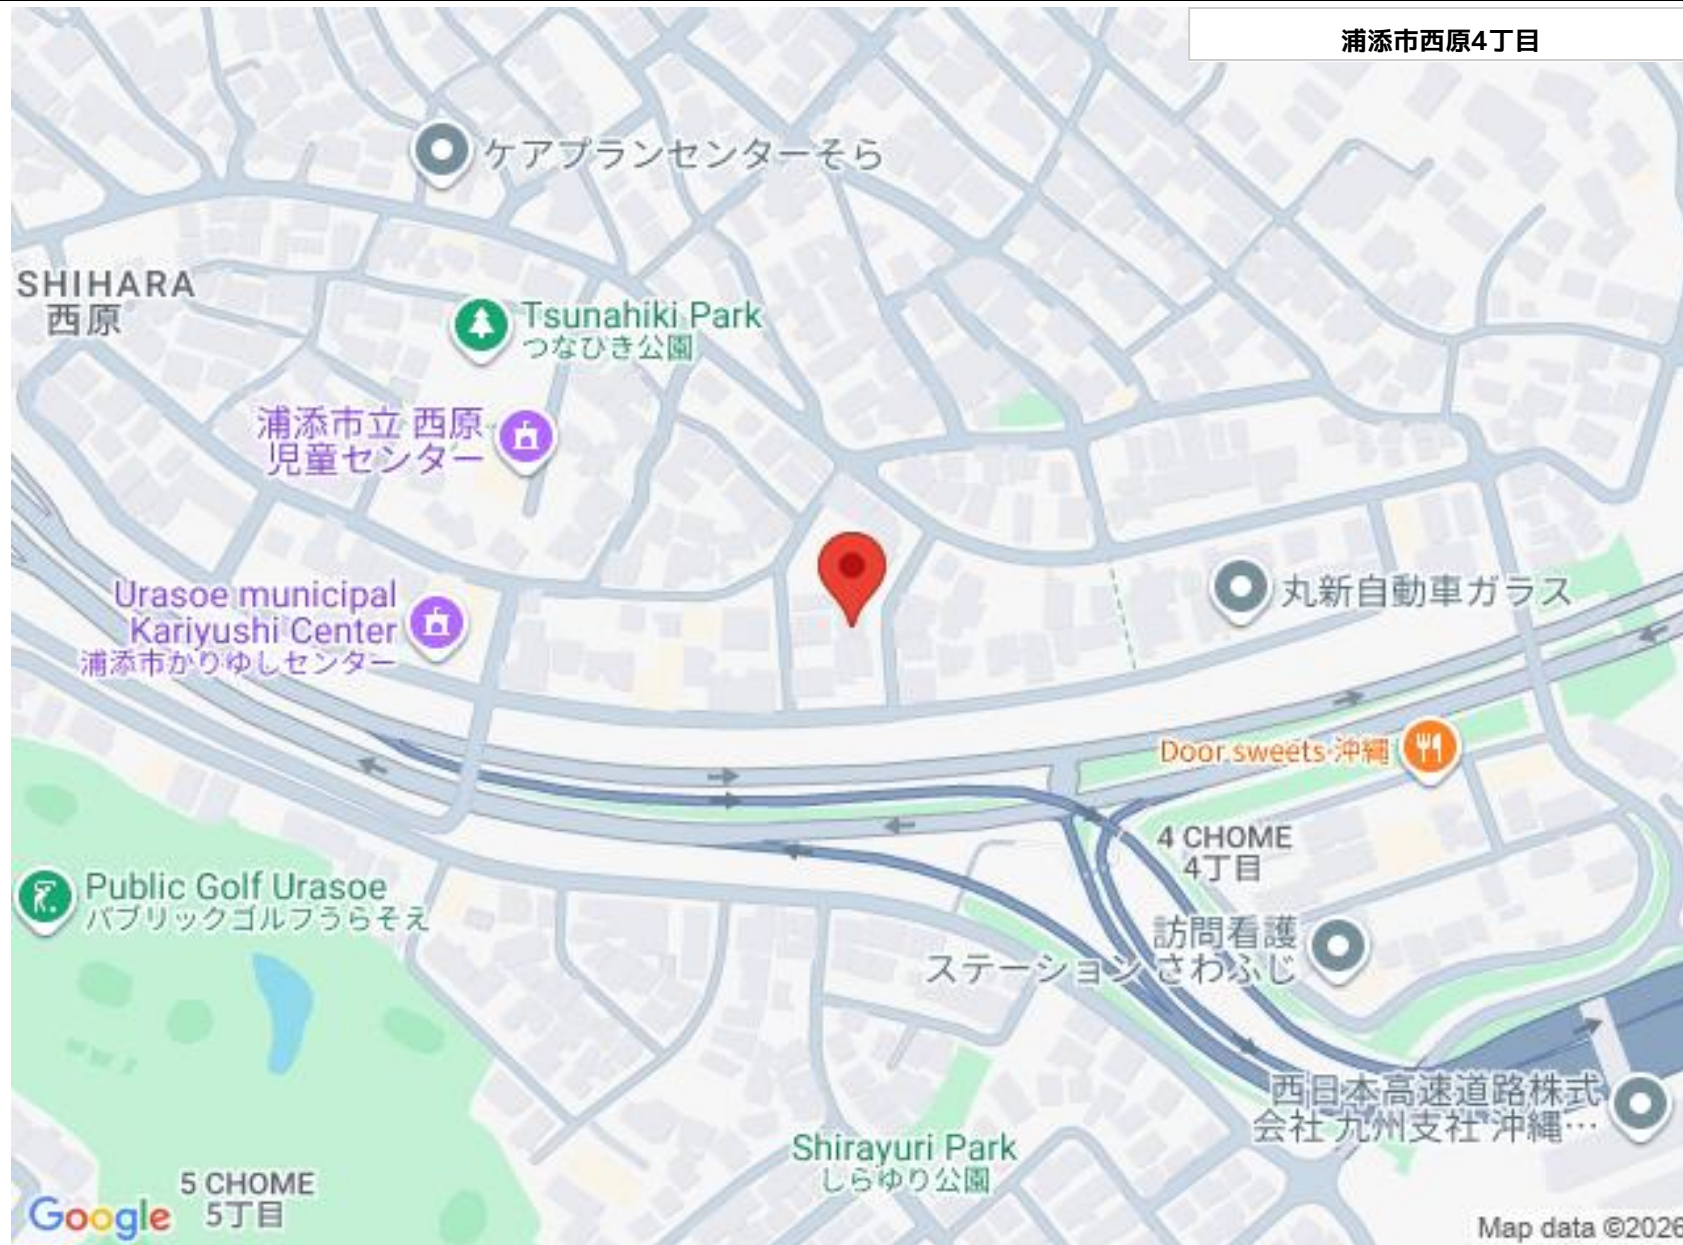 浦添市西原4丁目
ケアプランセンターそら
SHIHARA
西原
Tsunahiki Park
つなひき公園
浦添市立 西原
児童センター
Urasoe municipal
Kariyushi Center
浦添市かりゆしセンター
丸新自動車ガラス
Door sweets 沖縄
4 CHOME
4丁目
Public Golf Urasoe
パブリックゴルフうらそえ
訪問看護
ステーション さわふじ
西日本高速道路株式
会社 九州支社 沖縄…
Shirayuri Park
しらゆり公園
5 CHOME
5丁目
Google
Map data ©2026